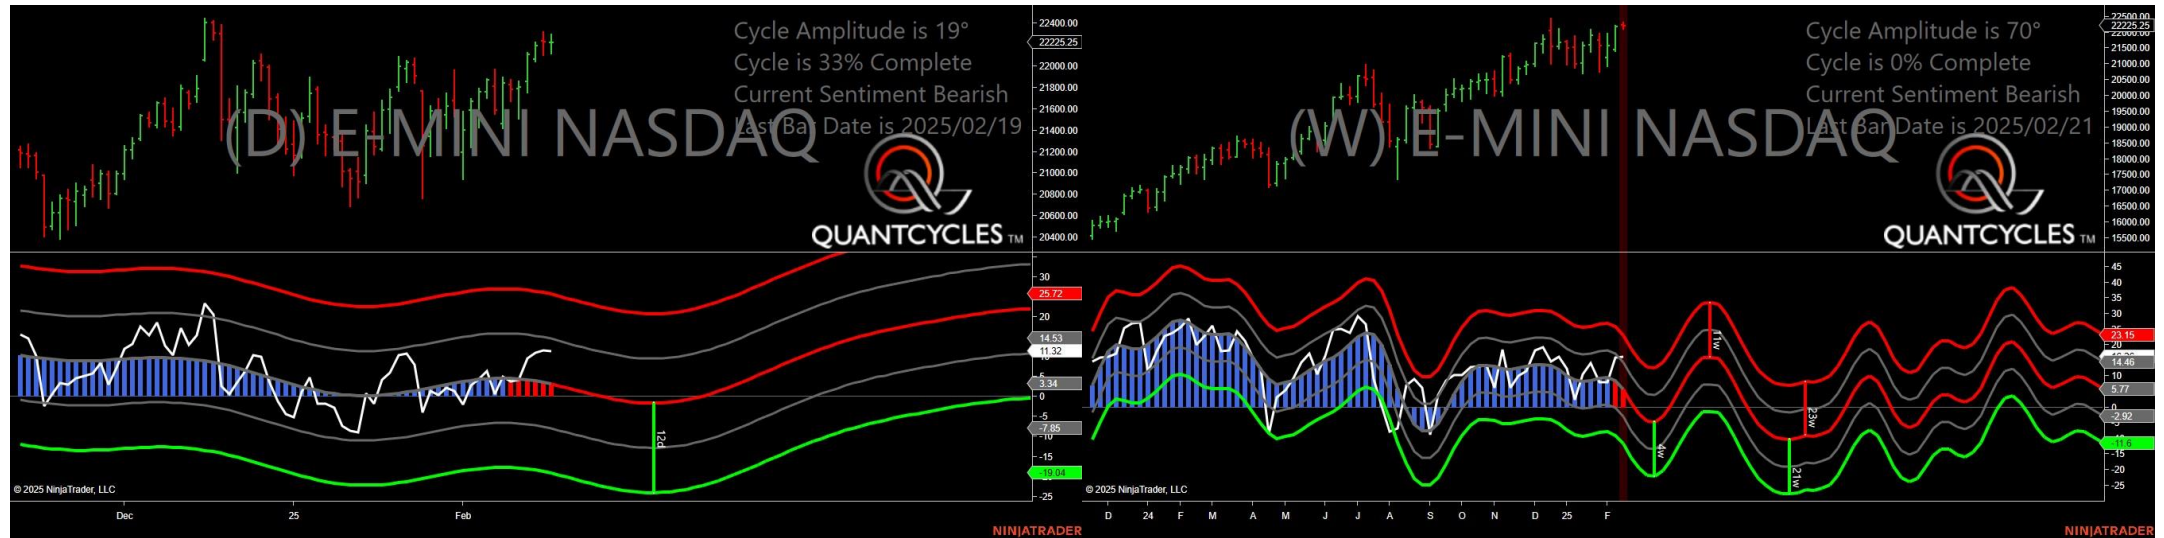 Cycle Amplitude is 19°
Cycle is 33% Complete
Current Sentiment Bearish
Last Bar Date is 2025/02/19
(D) E-MINI NASDAQ
QUANTCYCLES TM
22400.00
22225.25
22000.00
21800.00
21600.00
21400.00
21200.00
21000.00
20800.00
20600.00
20400.00
30
25.72
20
14.53
11.32
10
5
3.34
0
-5
-7.85
-10
-15
-19.04
-25
12d
© 2025 NinjaTrader, LLC
Dec
25
Feb
NINJATRADER
Cycle Amplitude is 70°
Cycle is 0% Complete
Current Sentiment Bearish
Last Bar Date is 2025/02/21
(W) E-MINI NASDAQ
QUANTCYCLES TM
22500.00
22225.25
22000.00
21500.00
21000.00
20500.00
20000.00
19500.00
19000.00
18500.00
18000.00
17500.00
17000.00
16500.00
16000.00
15500.00
45
40
35
30
23.15
20
14.46
10
5.77
0
-2.92
-11.6
-15
-20
-25
11w
4w
23w
21w
© 2025 NinjaTrader, LLC
D
24
F
M
A
M
J
J
A
S
O
N
D
25
F
NINJATRADER